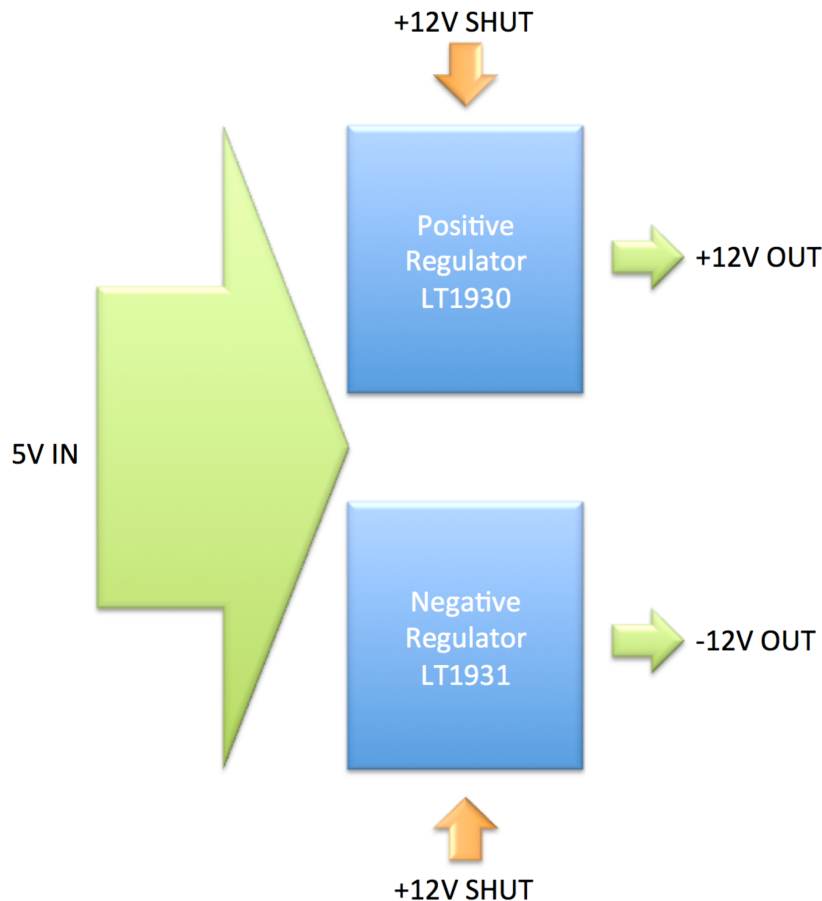 +12V SHUT
Positive
Regulator
LT1930
+12V OUT
5V IN
Negative
Regulator
LT1931
-12V OUT
+12V SHUT